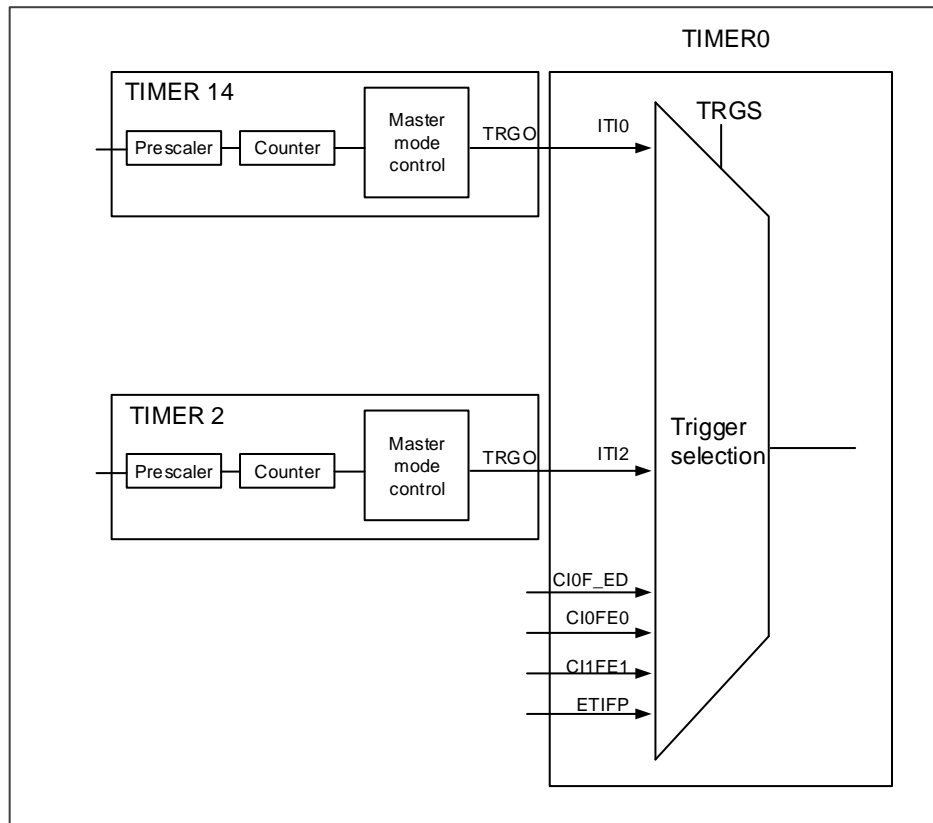 TIMER0
TIMER 14
Prescaler
Counter
Master
mode
control
TRGO
ITI0
TRGS
TIMER 2
Prescaler
Counter
Master
mode
control
TRGO
ITI2
Trigger
selection
CI0F_ED
CI0FE0
CI1FE1
ETIFP